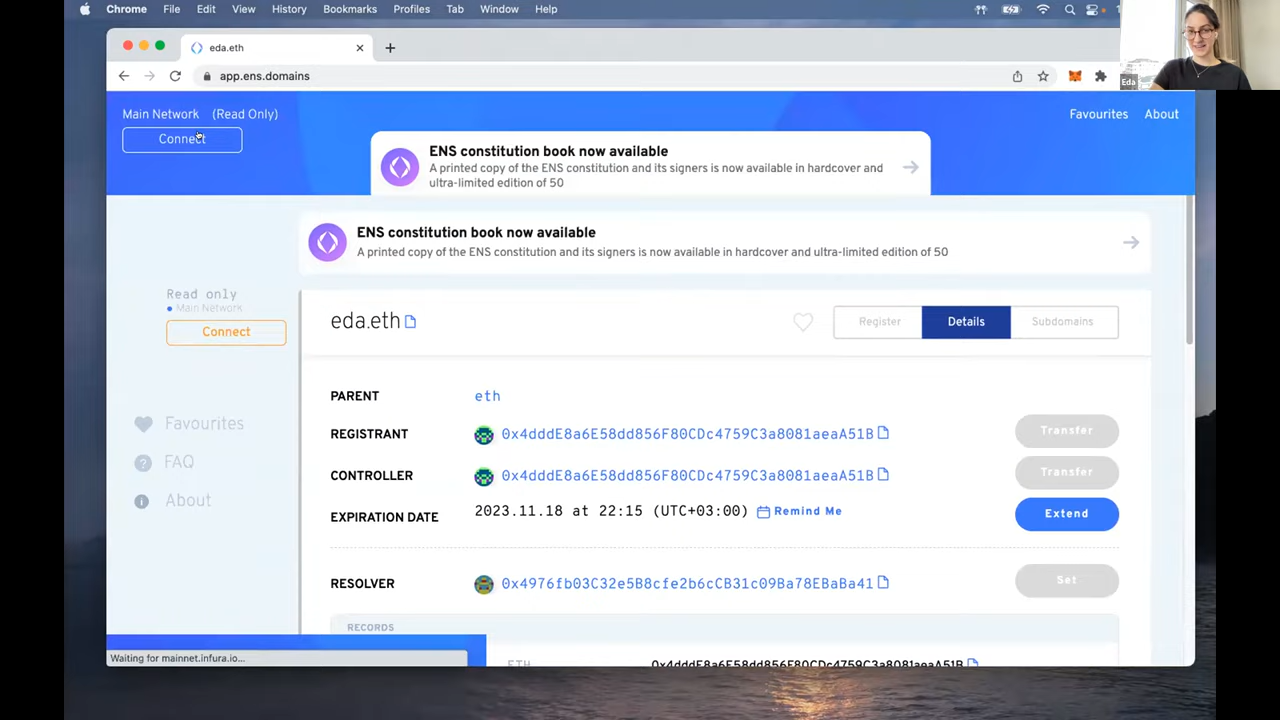 Chrome File Edit View History Bookmarks Profiles Tab Window Help
eda.eth
app.ens.domains
Eda
Main Network (Read Only)
Favourites About
Connect
ENS constitution book now available
A printed copy of the ENS constitution and its signers is now available in hardcover and
ultra-limited edition of 50
ENS constitution book now available
A printed copy of the ENS constitution and its signers is now available in hardcover and ultra-limited edition of 50
Read only
Main Network
Connect
Favourites
FAQ
About
eda.eth
Register Details Subdomains
PARENT eth
REGISTRANT 0x4dddE8a6E58dd856F80CDc4759C3a8081aeaA51B Transfer
CONTROLLER 0x4dddE8a6E58dd856F80CDc4759C3a8081aeaA51B Transfer
EXPIRATION DATE 2023.11.18 at 22:15 (UTC+03:00) Remind Me Extend
RESOLVER 0x4976fb03C32e5B8cfe2b6cCB31c09Ba78EBaBa41 Set
RECORDS
ETH 0x4dddE8a6E58dd856F80CDc4759C3a8081aeaA51B
Waiting for mainnet.infura.io...